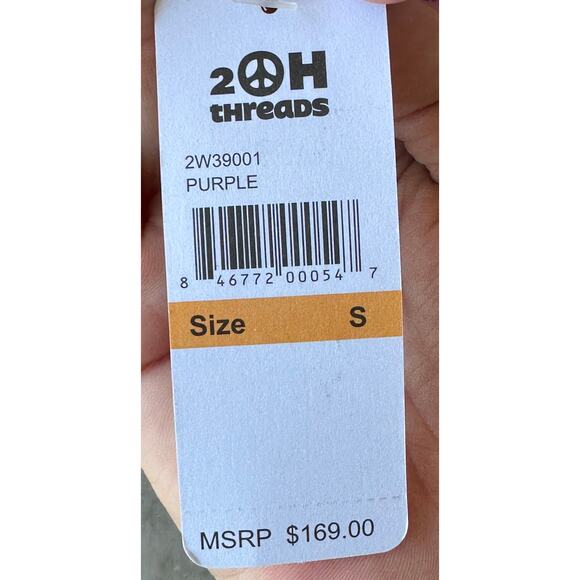 2☮H
tHreaDS
2W39001
PURPLE
8 46772 00054 7
Size S
MSRP $169.00